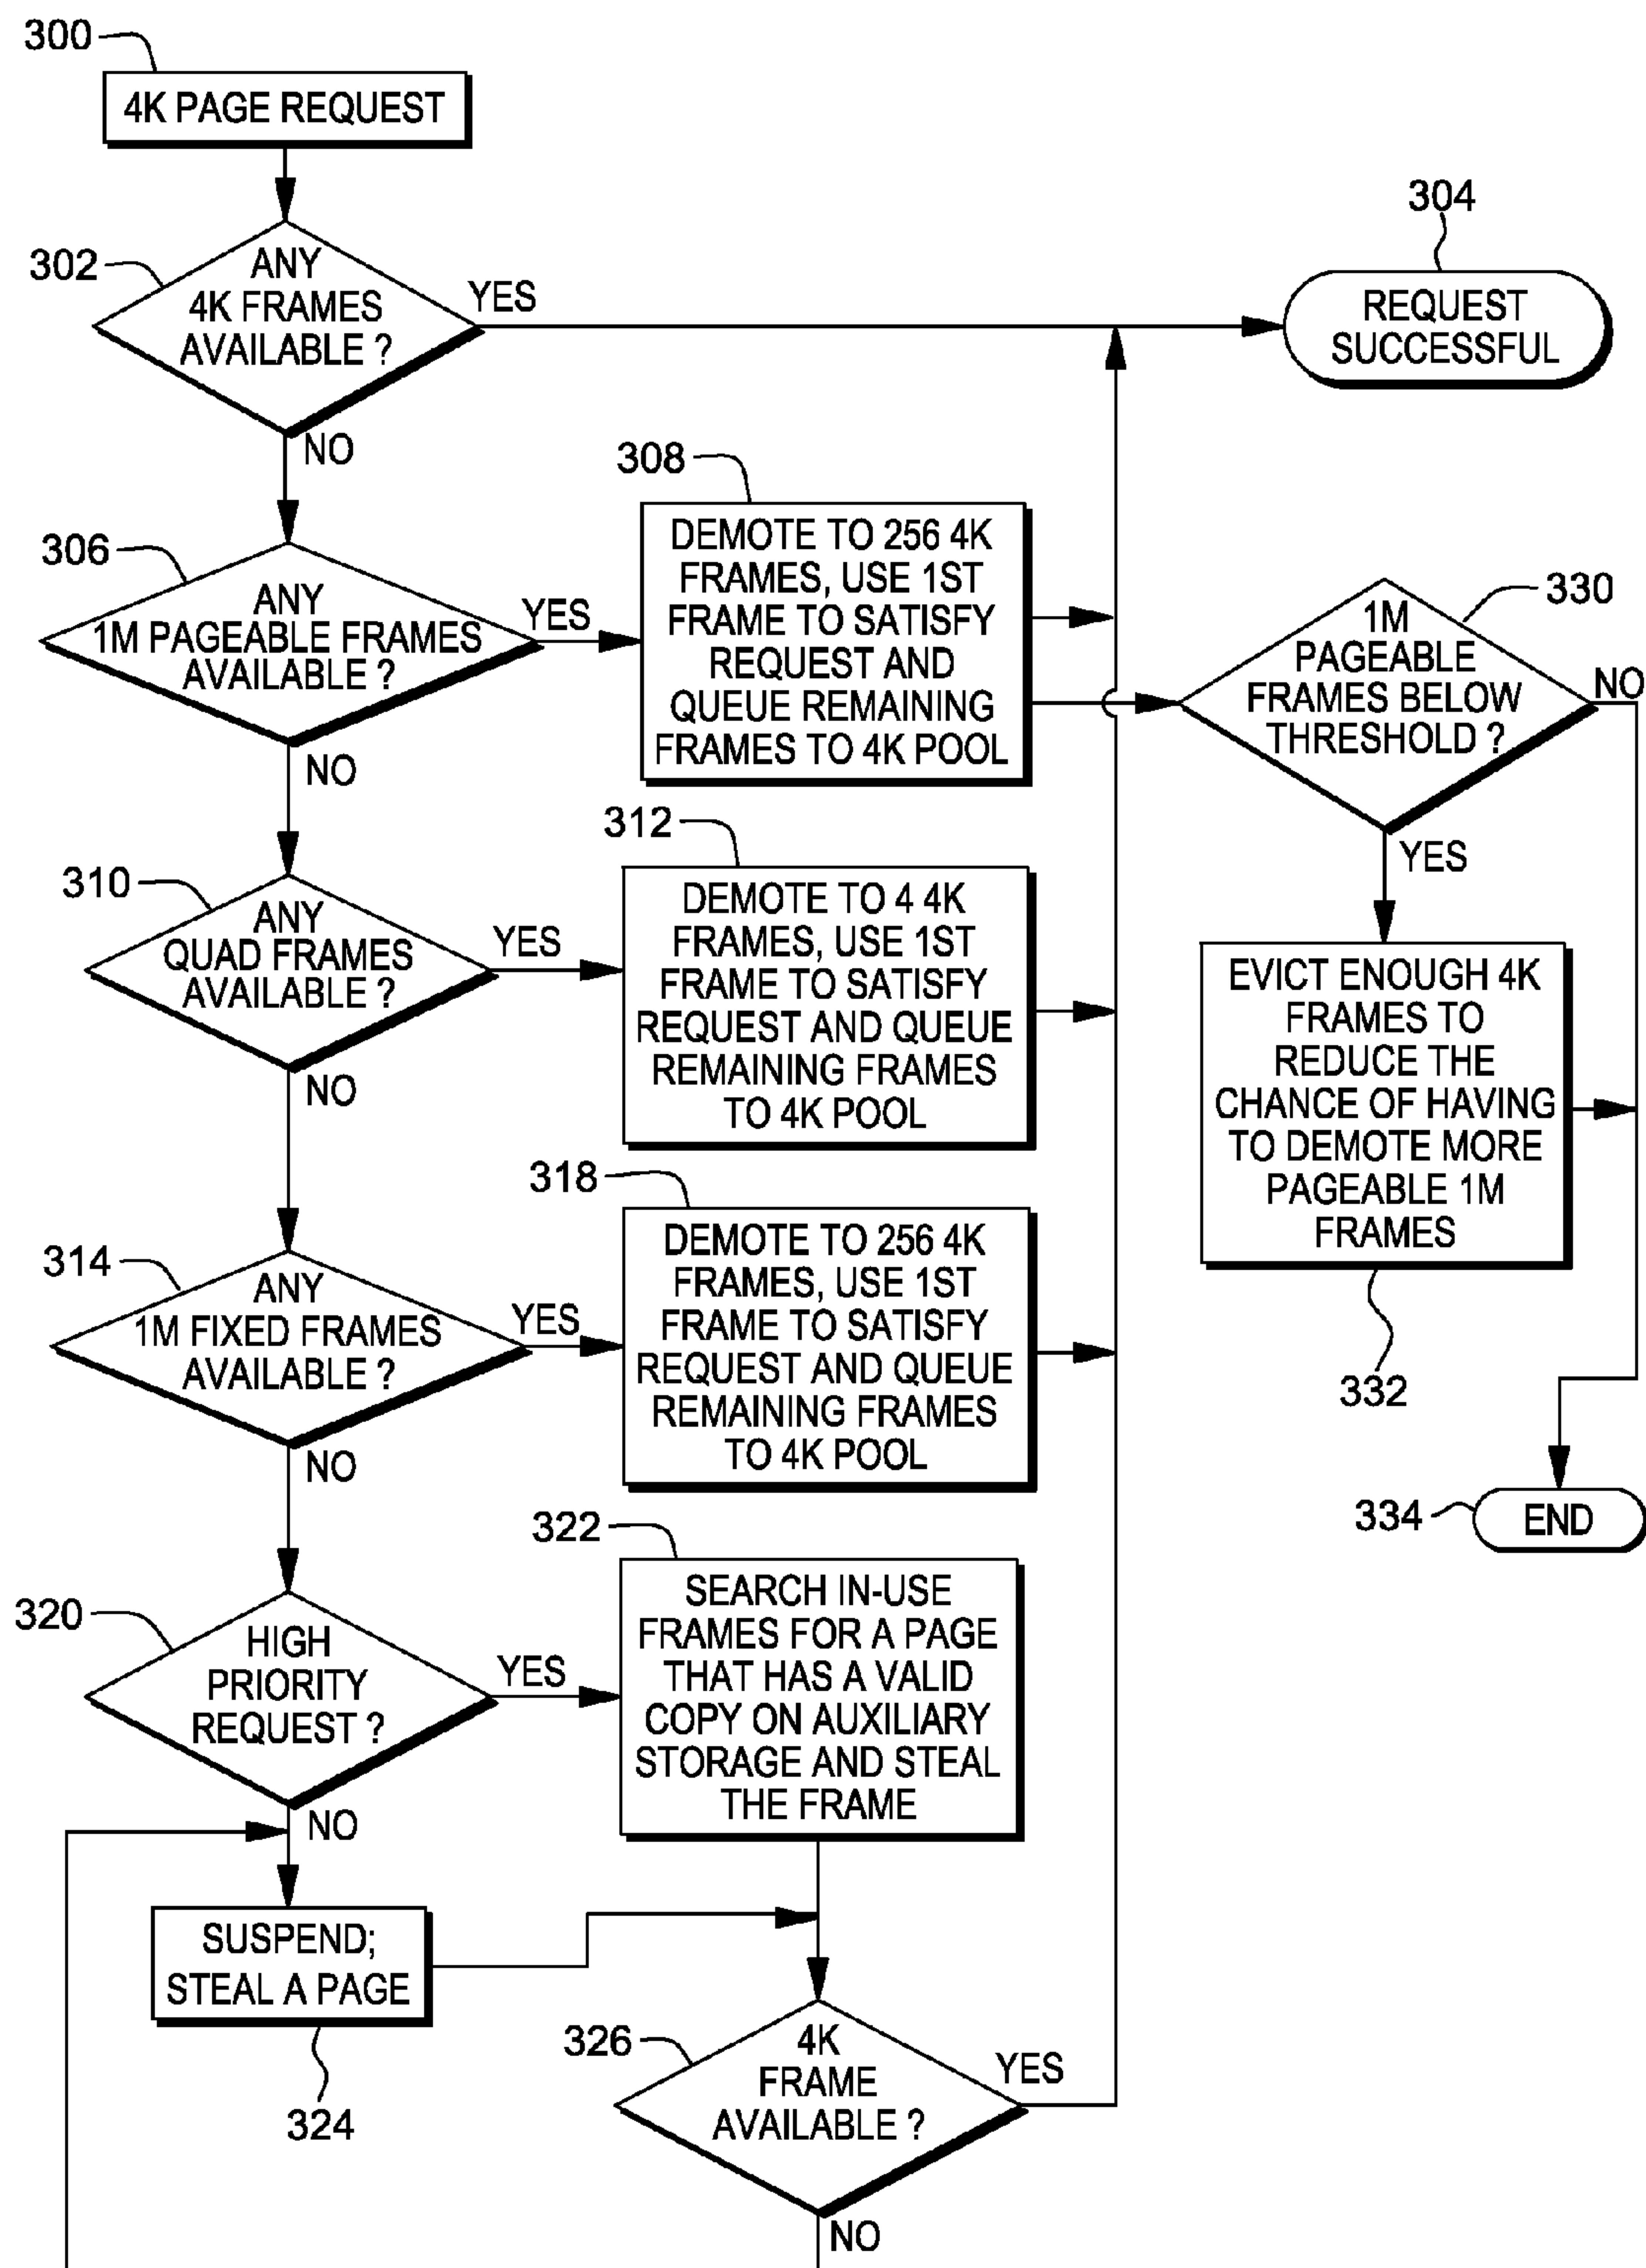 300
4K PAGE REQUEST
304
REQUEST
SUCCESSFUL
302
ANY
4K FRAMES
AVAILABLE ?
YES
NO
306
ANY
1M PAGEABLE FRAMES
AVAILABLE ?
YES
NO
308
DEMOTE TO 256 4K
FRAMES, USE 1ST
FRAME TO SATISFY
REQUEST AND
QUEUE REMAINING
FRAMES TO 4K POOL
330
1M
PAGEABLE
FRAMES BELOW
THRESHOLD ?
NO
YES
310
ANY
QUAD FRAMES
AVAILABLE ?
YES
NO
312
DEMOTE TO 4 4K
FRAMES, USE 1ST
FRAME TO SATISFY
REQUEST AND QUEUE
REMAINING FRAMES
TO 4K POOL
EVICT ENOUGH 4K
FRAMES TO
REDUCE THE
CHANCE OF HAVING
TO DEMOTE MORE
PAGEABLE 1M
FRAMES
332
314
ANY
1M FIXED FRAMES
AVAILABLE ?
YES
NO
318
DEMOTE TO 256 4K
FRAMES, USE 1ST
FRAME TO SATISFY
REQUEST AND QUEUE
REMAINING FRAMES
TO 4K POOL
334
END
320
HIGH
PRIORITY
REQUEST ?
YES
NO
322
SEARCH IN-USE
FRAMES FOR A PAGE
THAT HAS A VALID
COPY ON AUXILIARY
STORAGE AND STEAL
THE FRAME
SUSPEND;
STEAL A PAGE
324
326
4K
FRAME
AVAILABLE ?
YES
NO